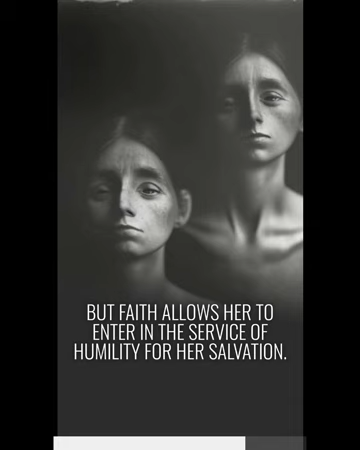 BUT FAITH ALLOWS HER TO
ENTER IN THE SERVICE OF
HUMILITY FOR HER SALVATION.